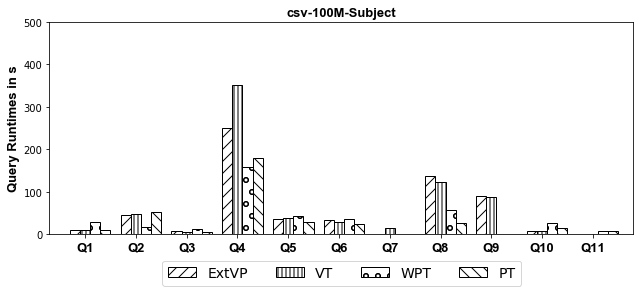 csv-100M-Subject
Query Runtimes in s
500
400
300
200
100
0
Q1 Q2 Q3 Q4 Q5 Q6 Q7 Q8 Q9 Q10 Q11
ExtVP VT WPT PT